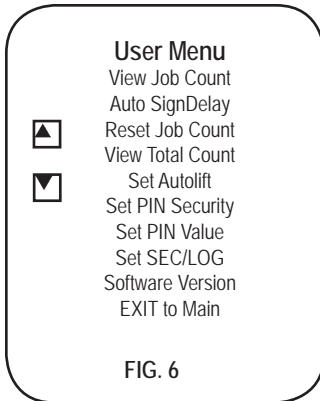 User Menu
View Job Count
Auto SignDelay
Reset Job Count
View Total Count
Set Autolift
Set PIN Security
Set PIN Value
Set SEC/LOG
Software Version
EXIT to Main
FIG. 6